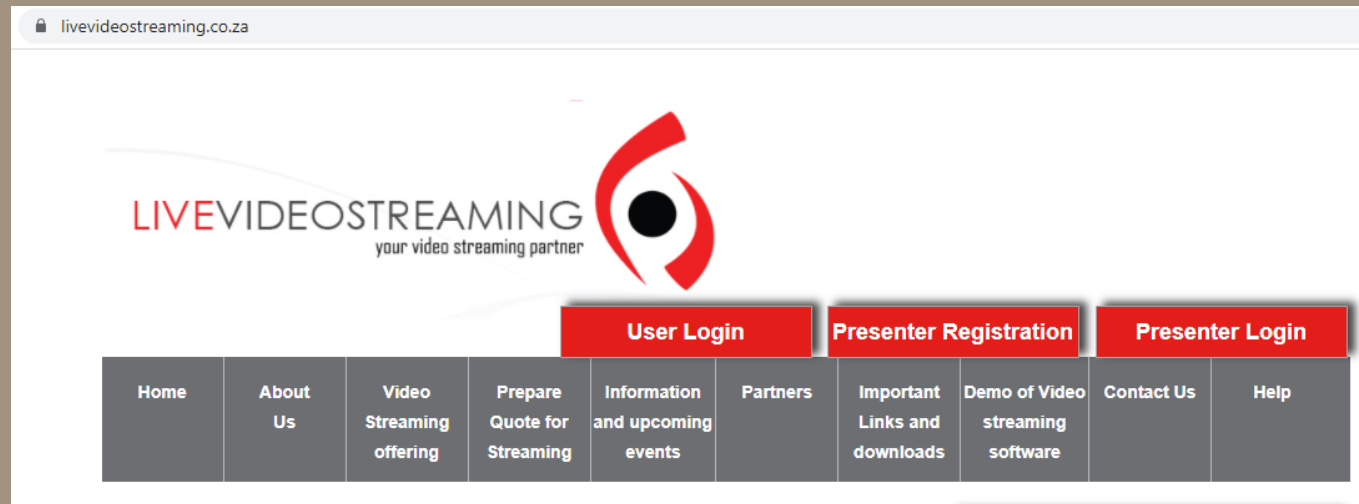 livevideostreaming.co.za
LIVEVIDEOSTREAMING
your video streaming partner
User Login
Presenter Registration
Presenter Login
Home
About
Us
Video
Streaming
offering
Prepare
Quote for
Streaming
Information
and upcoming
events
Partners
Important
Links and
downloads
Demo of Video
streaming
software
Contact Us
Help